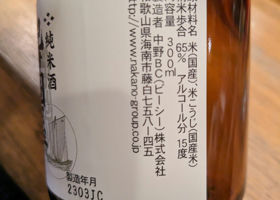 材料名 米(国産)、米こうじ(国産米)
精米歩合 65% アルコール分 15度
内容量 300ml
製造者 中野BC(ビーシー)株式会社
和歌山県海南市藤白七五八―四五
http://www.nakano-group.co.jp
純米酒
製造年月
2303JC